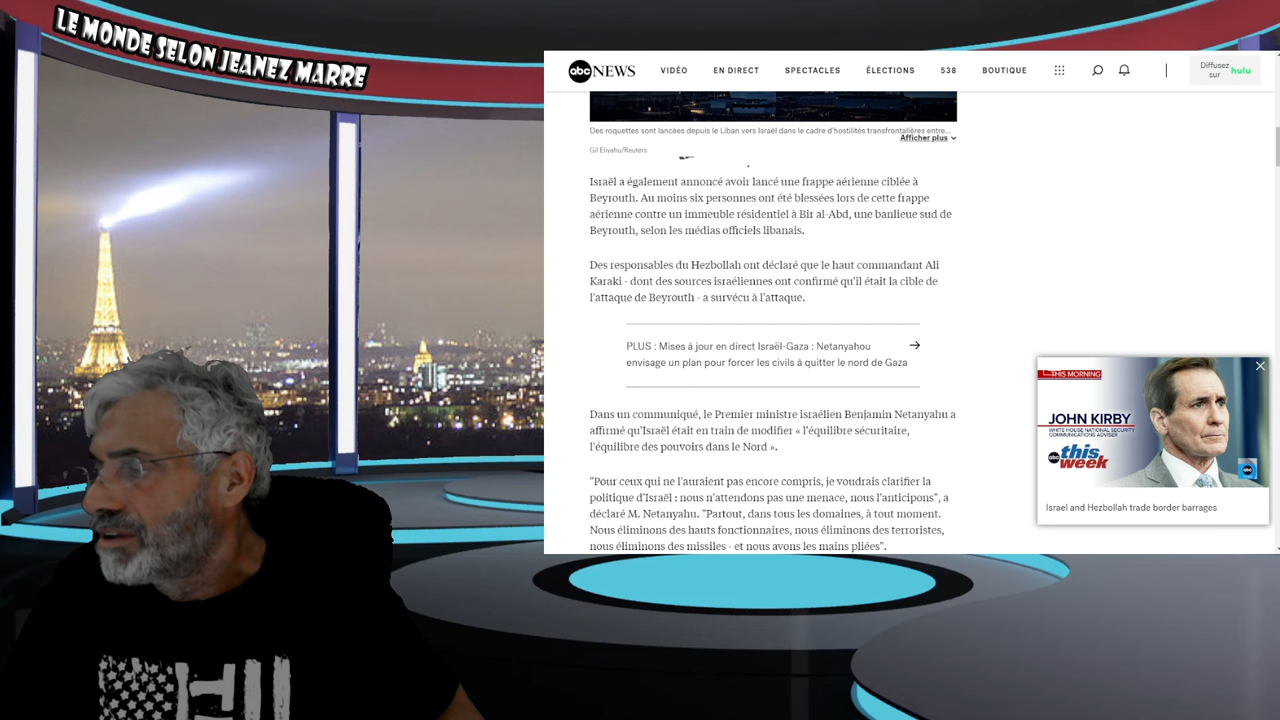 LE MONDE SELON JEANEZ MARRE
abc NEWS
VIDÉO
EN DIRECT
SPECTACLES
ÉLECTIONS
538
BOUTIQUE
Diffusez
sur
hulu
Des roquettes sont lancées depuis le Liban vers Israël dans le cadre d'hostilités transfrontalières entre...
Afficher plus
Gil Eliyahu/Reuters
Israël a également annoncé avoir lancé une frappe aérienne ciblée à
Beyrouth. Au moins six personnes ont été blessées lors de cette frappe
aérienne contre un immeuble résidentiel à Bir al-Abd, une banlieue sud de
Beyrouth, selon les médias officiels libanais.
Des responsables du Hezbollah ont déclaré que le haut commandant Ali
Karaki - dont des sources israéliennes ont confirmé qu'il était la cible de
l'attaque de Beyrouth - a survécu à l'attaque.
PLUS : Mises à jour en direct Israël-Gaza : Netanyahou
envisage un plan pour forcer les civils à quitter le nord de Gaza
Dans un communiqué, le Premier ministre israélien Benjamin Netanyahu a
affirmé qu'Israël était en train de modifier « l'équilibre sécuritaire,
l'équilibre des pouvoirs dans le Nord ».
"Pour ceux qui ne l'auraient pas encore compris, je voudrais clarifier la
politique d'Israël : nous n'attendons pas une menace, nous l'anticipons", a
déclaré M. Netanyahu. "Partout, dans tous les domaines, à tout moment.
Nous éliminons des hauts fonctionnaires, nous éliminons des terroristes,
nous éliminons des missiles - et nous avons les mains pliées".
THIS MORNING
JOHN KIRBY
WHITE HOUSE NATIONAL SECURITY
COMMUNICATIONS ADVISER
abc this
week
abc
Israel and Hezbollah trade border barrages